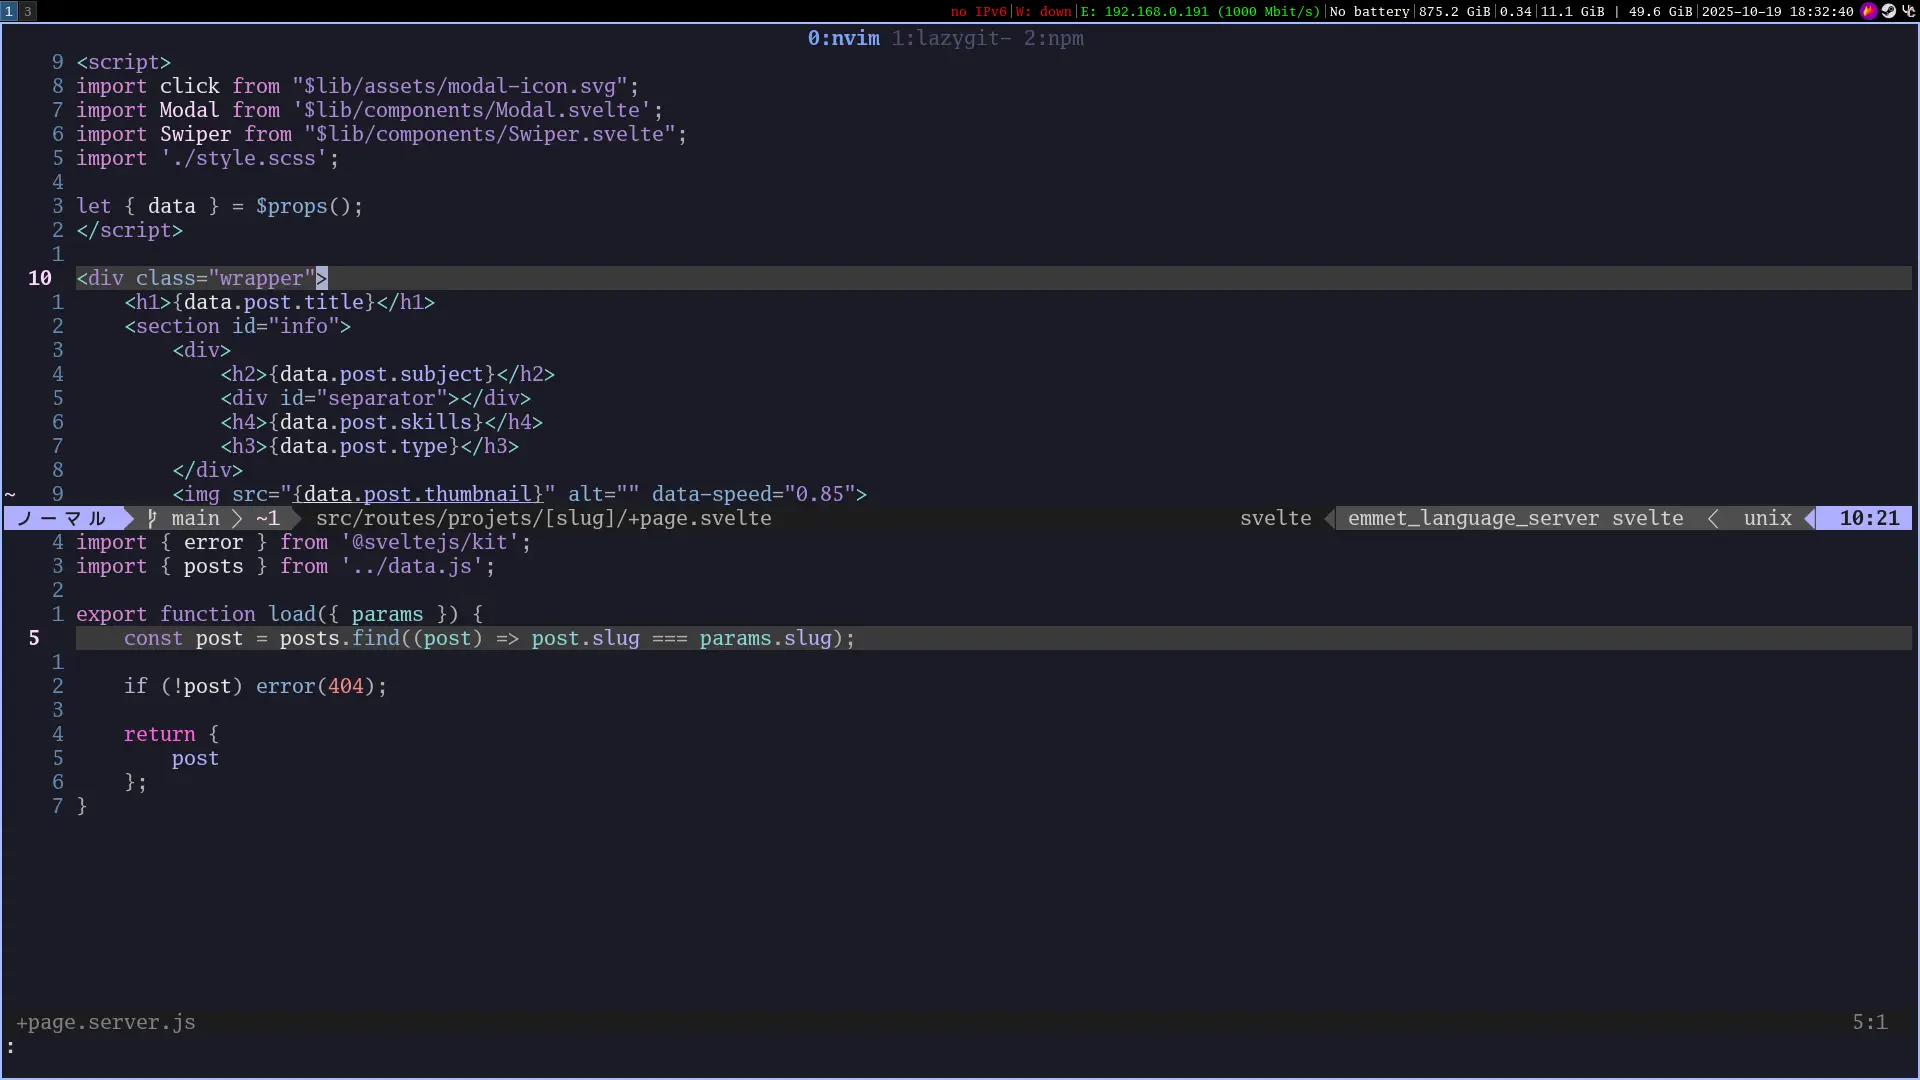 1 3 no IPv6|W: down|E: 192.168.0.191 (1000 Mbit/s)|No battery|875.2 GiB|0.34|11.1 GiB | 49.6 GiB|2025-10-19 18:32:40
0:nvim 1:lazygit- 2:npm
9 <script>
8 import click from "$lib/assets/modal-icon.svg";
7 import Modal from '$lib/components/Modal.svelte';
6 import Swiper from "$lib/components/Swiper.svelte";
5 import './style.scss';
4
3 let { data } = $props();
2 </script>
1
10 <div class="wrapper">
1     <h1>{data.post.title}</h1>
2     <section id="info">
3         <div>
4             <h2>{data.post.subject}</h2>
5             <div id="separator"></div>
6             <h4>{data.post.skills}</h4>
7             <h3>{data.post.type}</h3>
8         </div>
~ 9         <img src="{data.post.thumbnail}" alt="" data-speed="0.85">
ノーマル main ~1 src/routes/projets/[slug]/+page.svelte svelte emmet_language_server svelte unix 10:21
4 import { error } from '@sveltejs/kit';
3 import { posts } from '../data.js';
2
1 export function load({ params }) {
5     const post = posts.find((post) => post.slug === params.slug);
1
2     if (!post) error(404);
3
4     return {
5         post
6     };
7 }
+page.server.js 5:1
: